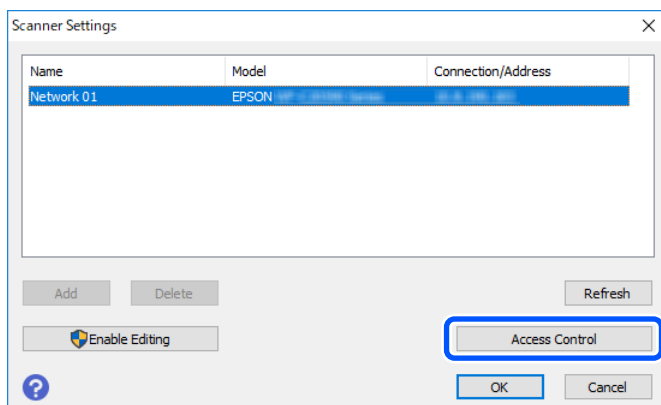 Scanner Settings
Name Model Connection/Address
Network 01 EPSON
Add Delete Refresh
Enable Editing Access Control
? OK Cancel